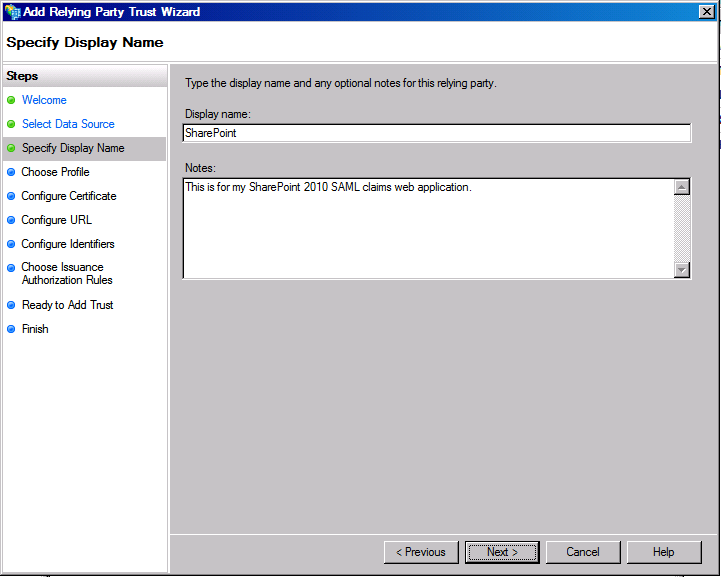 Add Relying Party Trust Wizard
Specify Display Name
Steps
Welcome
Select Data Source
Specify Display Name
Choose Profile
Configure Certificate
Configure URL
Configure Identifiers
Choose Issuance
Authorization Rules
Ready to Add Trust
Finish
Type the display name and any optional notes for this relying party.
Display name:
SharePoint
Notes:
This is for my SharePoint 2010 SAML claims web application.
< Previous
Next >
Cancel
Help